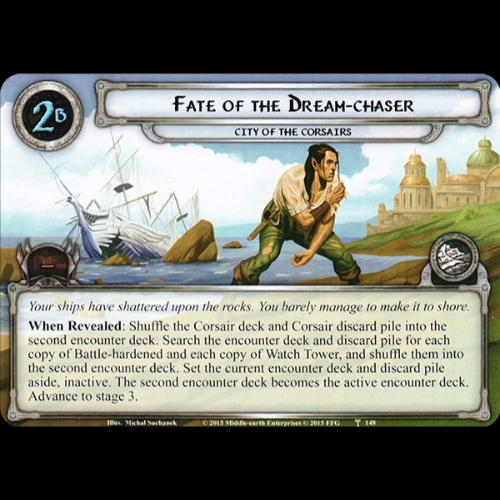 2B
FATE OF THE DREAM-CHASER
CITY OF THE CORSAIRS
Your ships have shattered upon the rocks. You barely manage to make it to shore.
When Revealed: Shuffle the Corsair deck and Corsair discard pile into the
second encounter deck. Search the encounter deck and discard pile for each
copy of Battle-hardened and each copy of Watch Tower, and shuffle them into
the second encounter deck. Set the current encounter deck and discard pile
aside, inactive. The second encounter deck becomes the active encounter deck.
Advance to stage 3.
Illus. Michal Suchanek © 2015 Middle-earth Enterprises © 2015 FFG 148